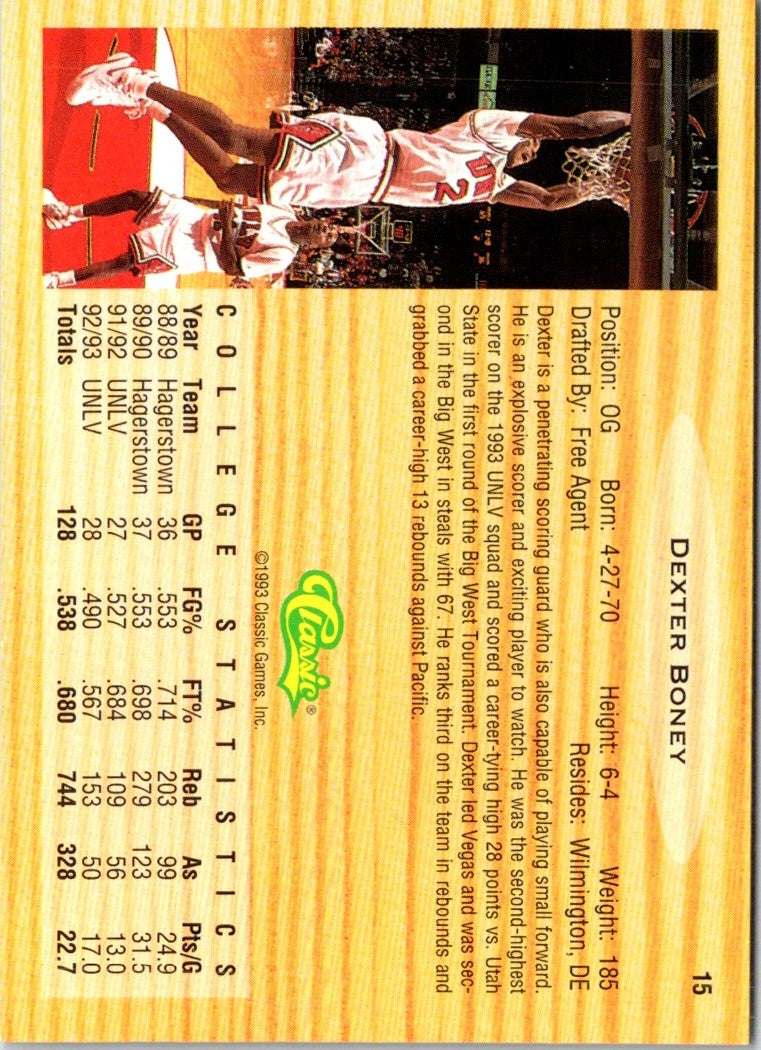 15
DEXTER BONEY
Position: OG Born: 4-27-70 Height: 6-4 Weight: 185
Drafted By: Free Agent Resides: Wilmington, DE
Dexter is a penetrating scoring guard who is also capable of playing small forward.
He is an explosive scorer and exciting player to watch. He was the second-highest
scorer on the 1993 UNLV squad and scored a career-tying high 28 points vs. Utah
State in the first round of the Big West Tournament. Dexter led Vegas and was sec-
ond in the Big West in steals with 67. He ranks third on the team in rebounds and
grabbed a career-high 13 rebounds against Pacific.
Classic®
©1993 Classic Games, Inc.
COLLEGE STATISTICS
Year Team GP FG% FT% Reb As Pts/G
88/89 Hagerstown 36 .553 .714 203 99 24.9
89/90 Hagerstown 37 .553 .698 279 123 31.5
91/92 UNLV 27 .527 .684 109 56 13.0
92/93 UNLV 28 .490 .567 153 50 17.0
Totals 128 .538 .680 744 328 22.7
2